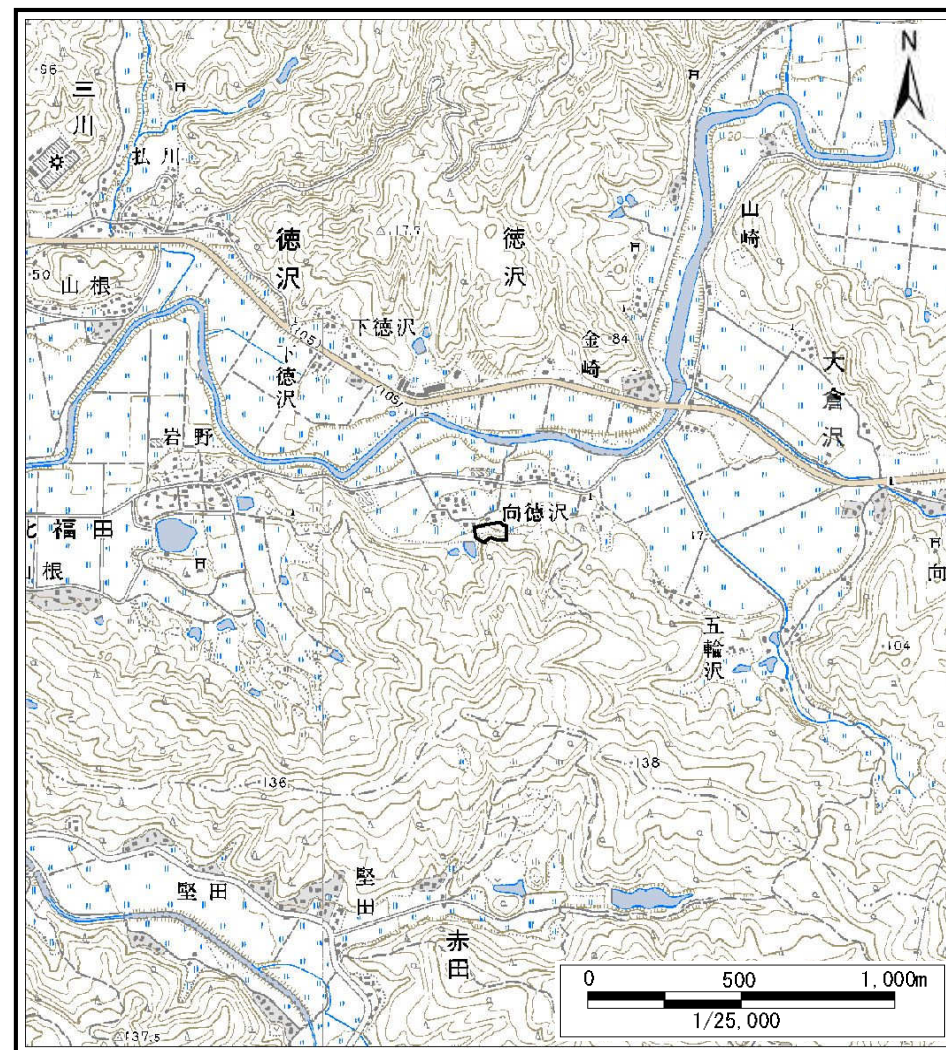 N
96
三川
払川
徳沢
177
徳沢
山崎
50
山根
下徳沢
(105)
下徳沢
金崎
84
大倉沢
(105)
岩野
向徳沢
北福田
山根
17
向
五輪沢
104
136
138
堅田
堅田
赤田
137.5
0 500 1,000m
1/25,000